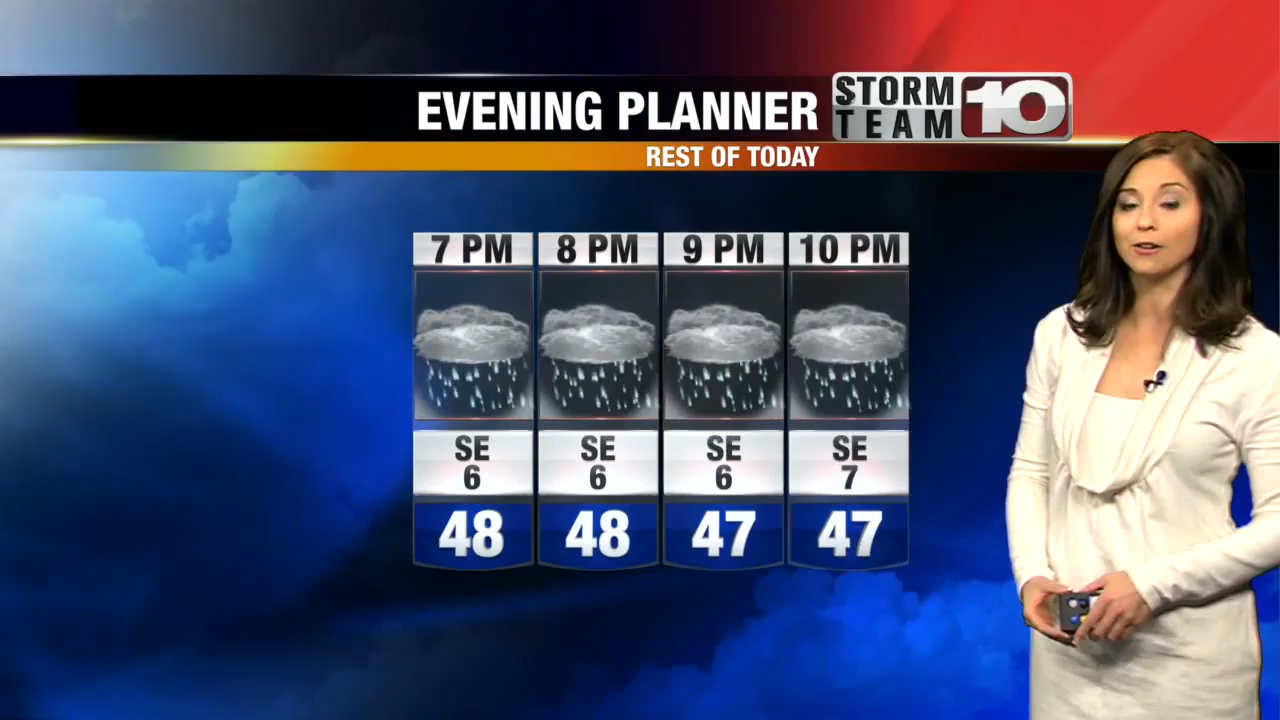 EVENING PLANNER
STORM TEAM 10
REST OF TODAY
7 PM 8 PM 9 PM 10 PM
SE SE SE SE
6 6 6 7
48 48 47 47